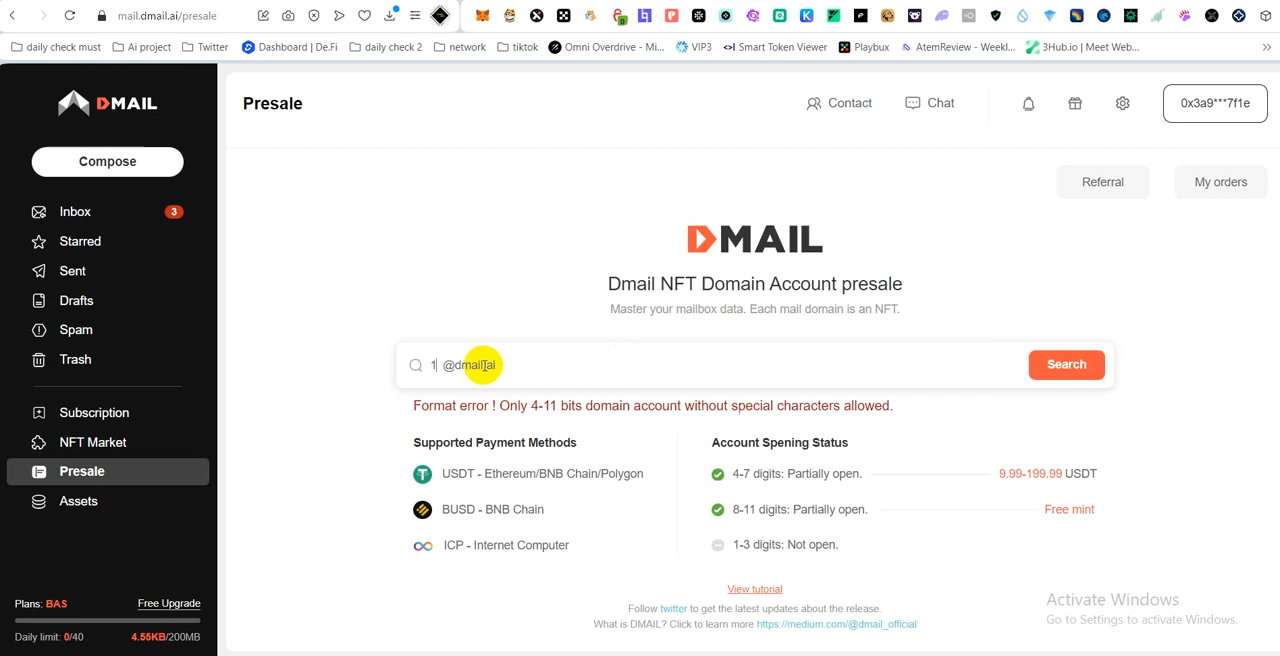 mail.dmail.ai/presale
daily check must
Ai project
Twitter
Dashboard | De.Fi
daily check 2
network
tiktok
Omni Overdrive - Mi...
VIP3
Smart Token Viewer
Playbux
AtemReview - Weekl...
3Hub.io | Meet Web...
DMAIL
Presale
Contact
Chat
0x3a9***7f1e
Compose
Referral
My orders
Inbox
3
Starred
Sent
Drafts
Spam
Trash
Subscription
NFT Market
Presale
Assets
DMAIL
Dmail NFT Domain Account presale
Master your mailbox data. Each mail domain is an NFT.
1 @dmail.ai
Search
Format error ! Only 4-11 bits domain account without special characters allowed.
Supported Payment Methods
Account Spening Status
USDT - Ethereum/BNB Chain/Polygon
4-7 digits: Partially open.
9.99-199.99 USDT
BUSD - BNB Chain
8-11 digits: Partially open.
Free mint
ICP - Internet Computer
1-3 digits: Not open.
View tutorial
Follow twitter to get the latest updates about the release.
What is DMAIL? Click to learn more https://medium.com/@dmail_official
Plans: BAS
Free Upgrade
Daily limit: 0/40
4.55KB/200MB
Activate Windows
Go to Settings to activate Windows.